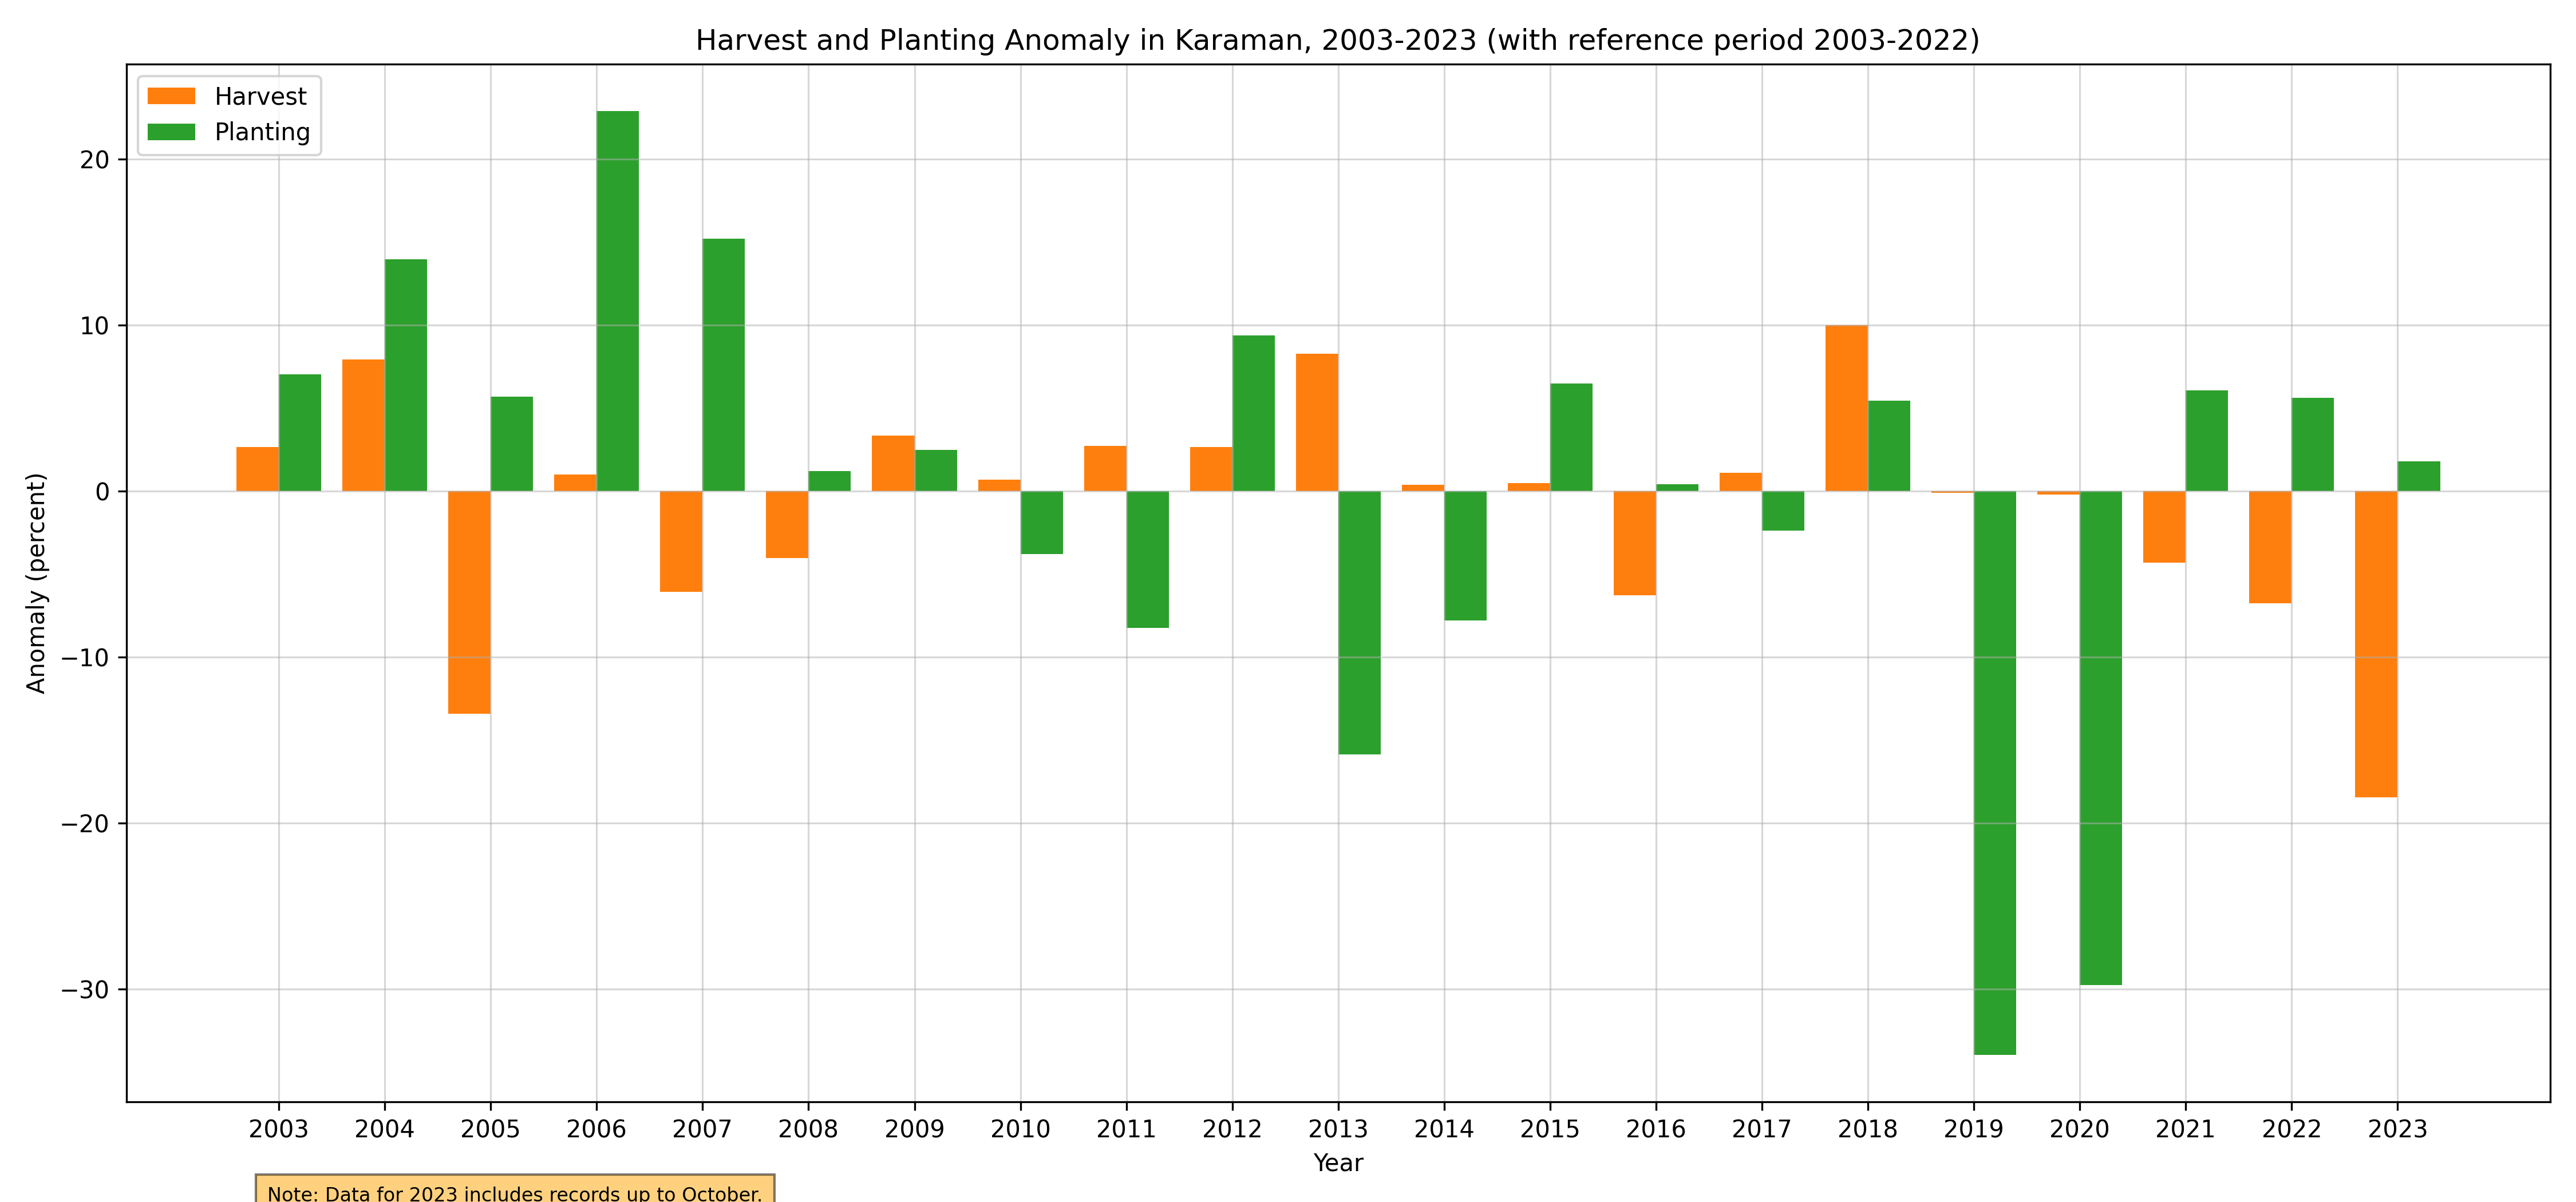 Harvest and Planting Anomaly in Karaman, 2003-2023 (with reference period 2003-2022)
Harvest
Planting
20
10
0
−10
−20
−30
Anomaly (percent)
2003 2004 2005 2006 2007 2008 2009 2010 2011 2012 2013 2014 2015 2016 2017 2018 2019 2020 2021 2022 2023
Year
Note: Data for 2023 includes records up to October.